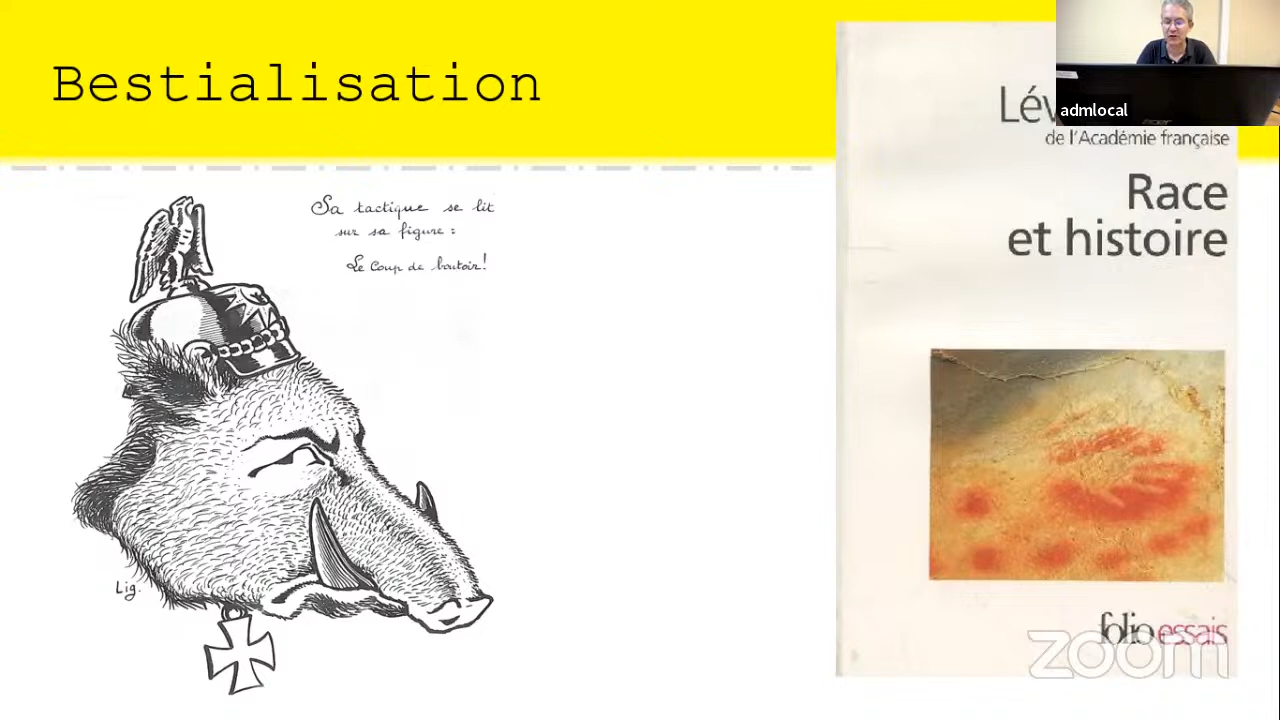 Bestialisation
Sa tactique se lit
sur sa figure :
Le Coup de boutoir!
Lig.
Lév
de l'Académie française
Race
et histoire
folio essais
zoom
admlocal
acer